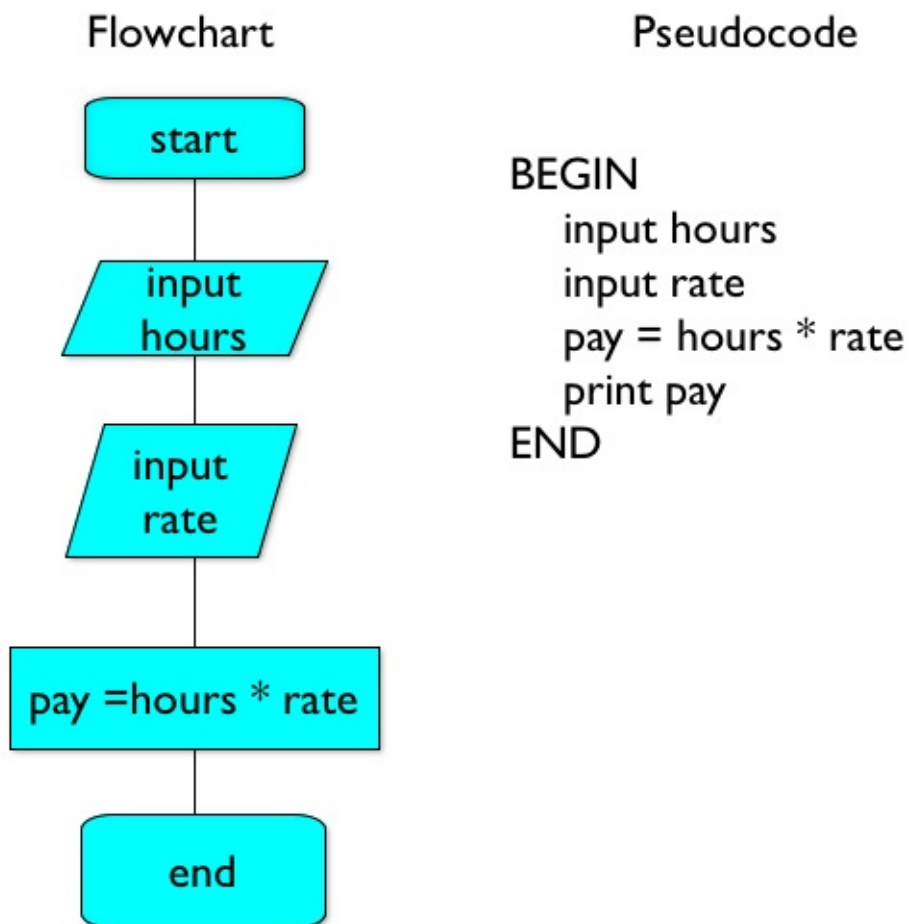 Flowchart
start
input
hours
input
rate
pay =hours * rate
end
Pseudocode
BEGIN
input hours
input rate
pay = hours * rate
print pay
END